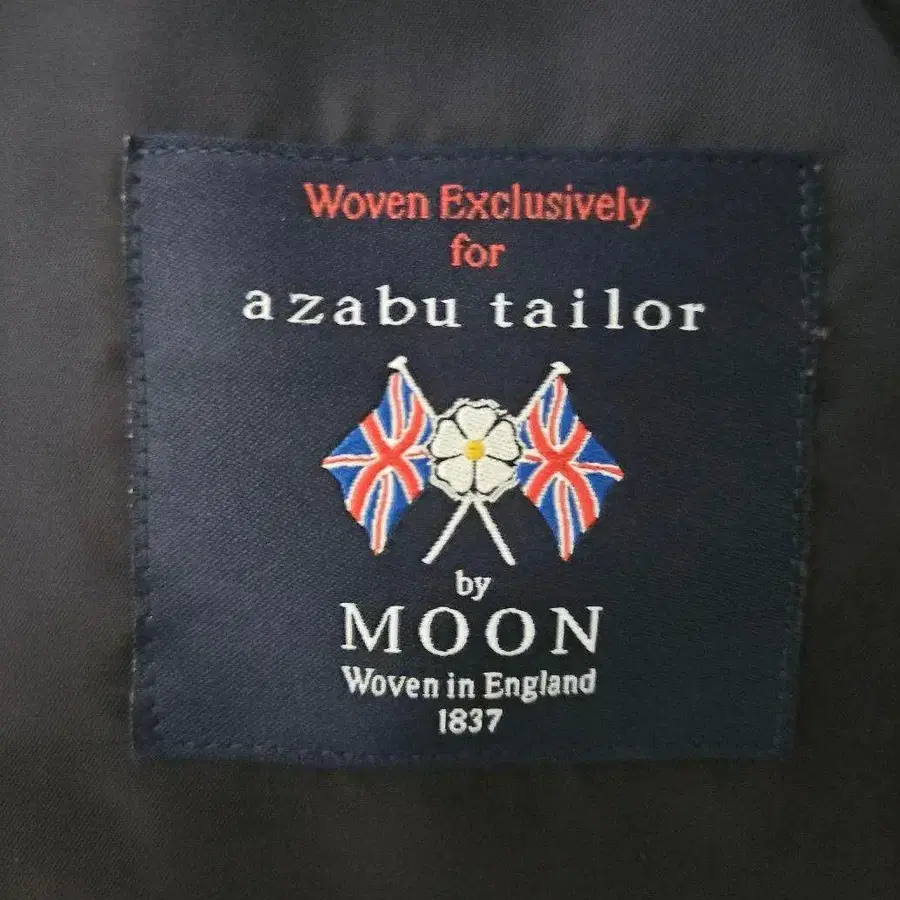 Woven Exclusively
for
azabu tailor
by
MOON
Woven in England
1837